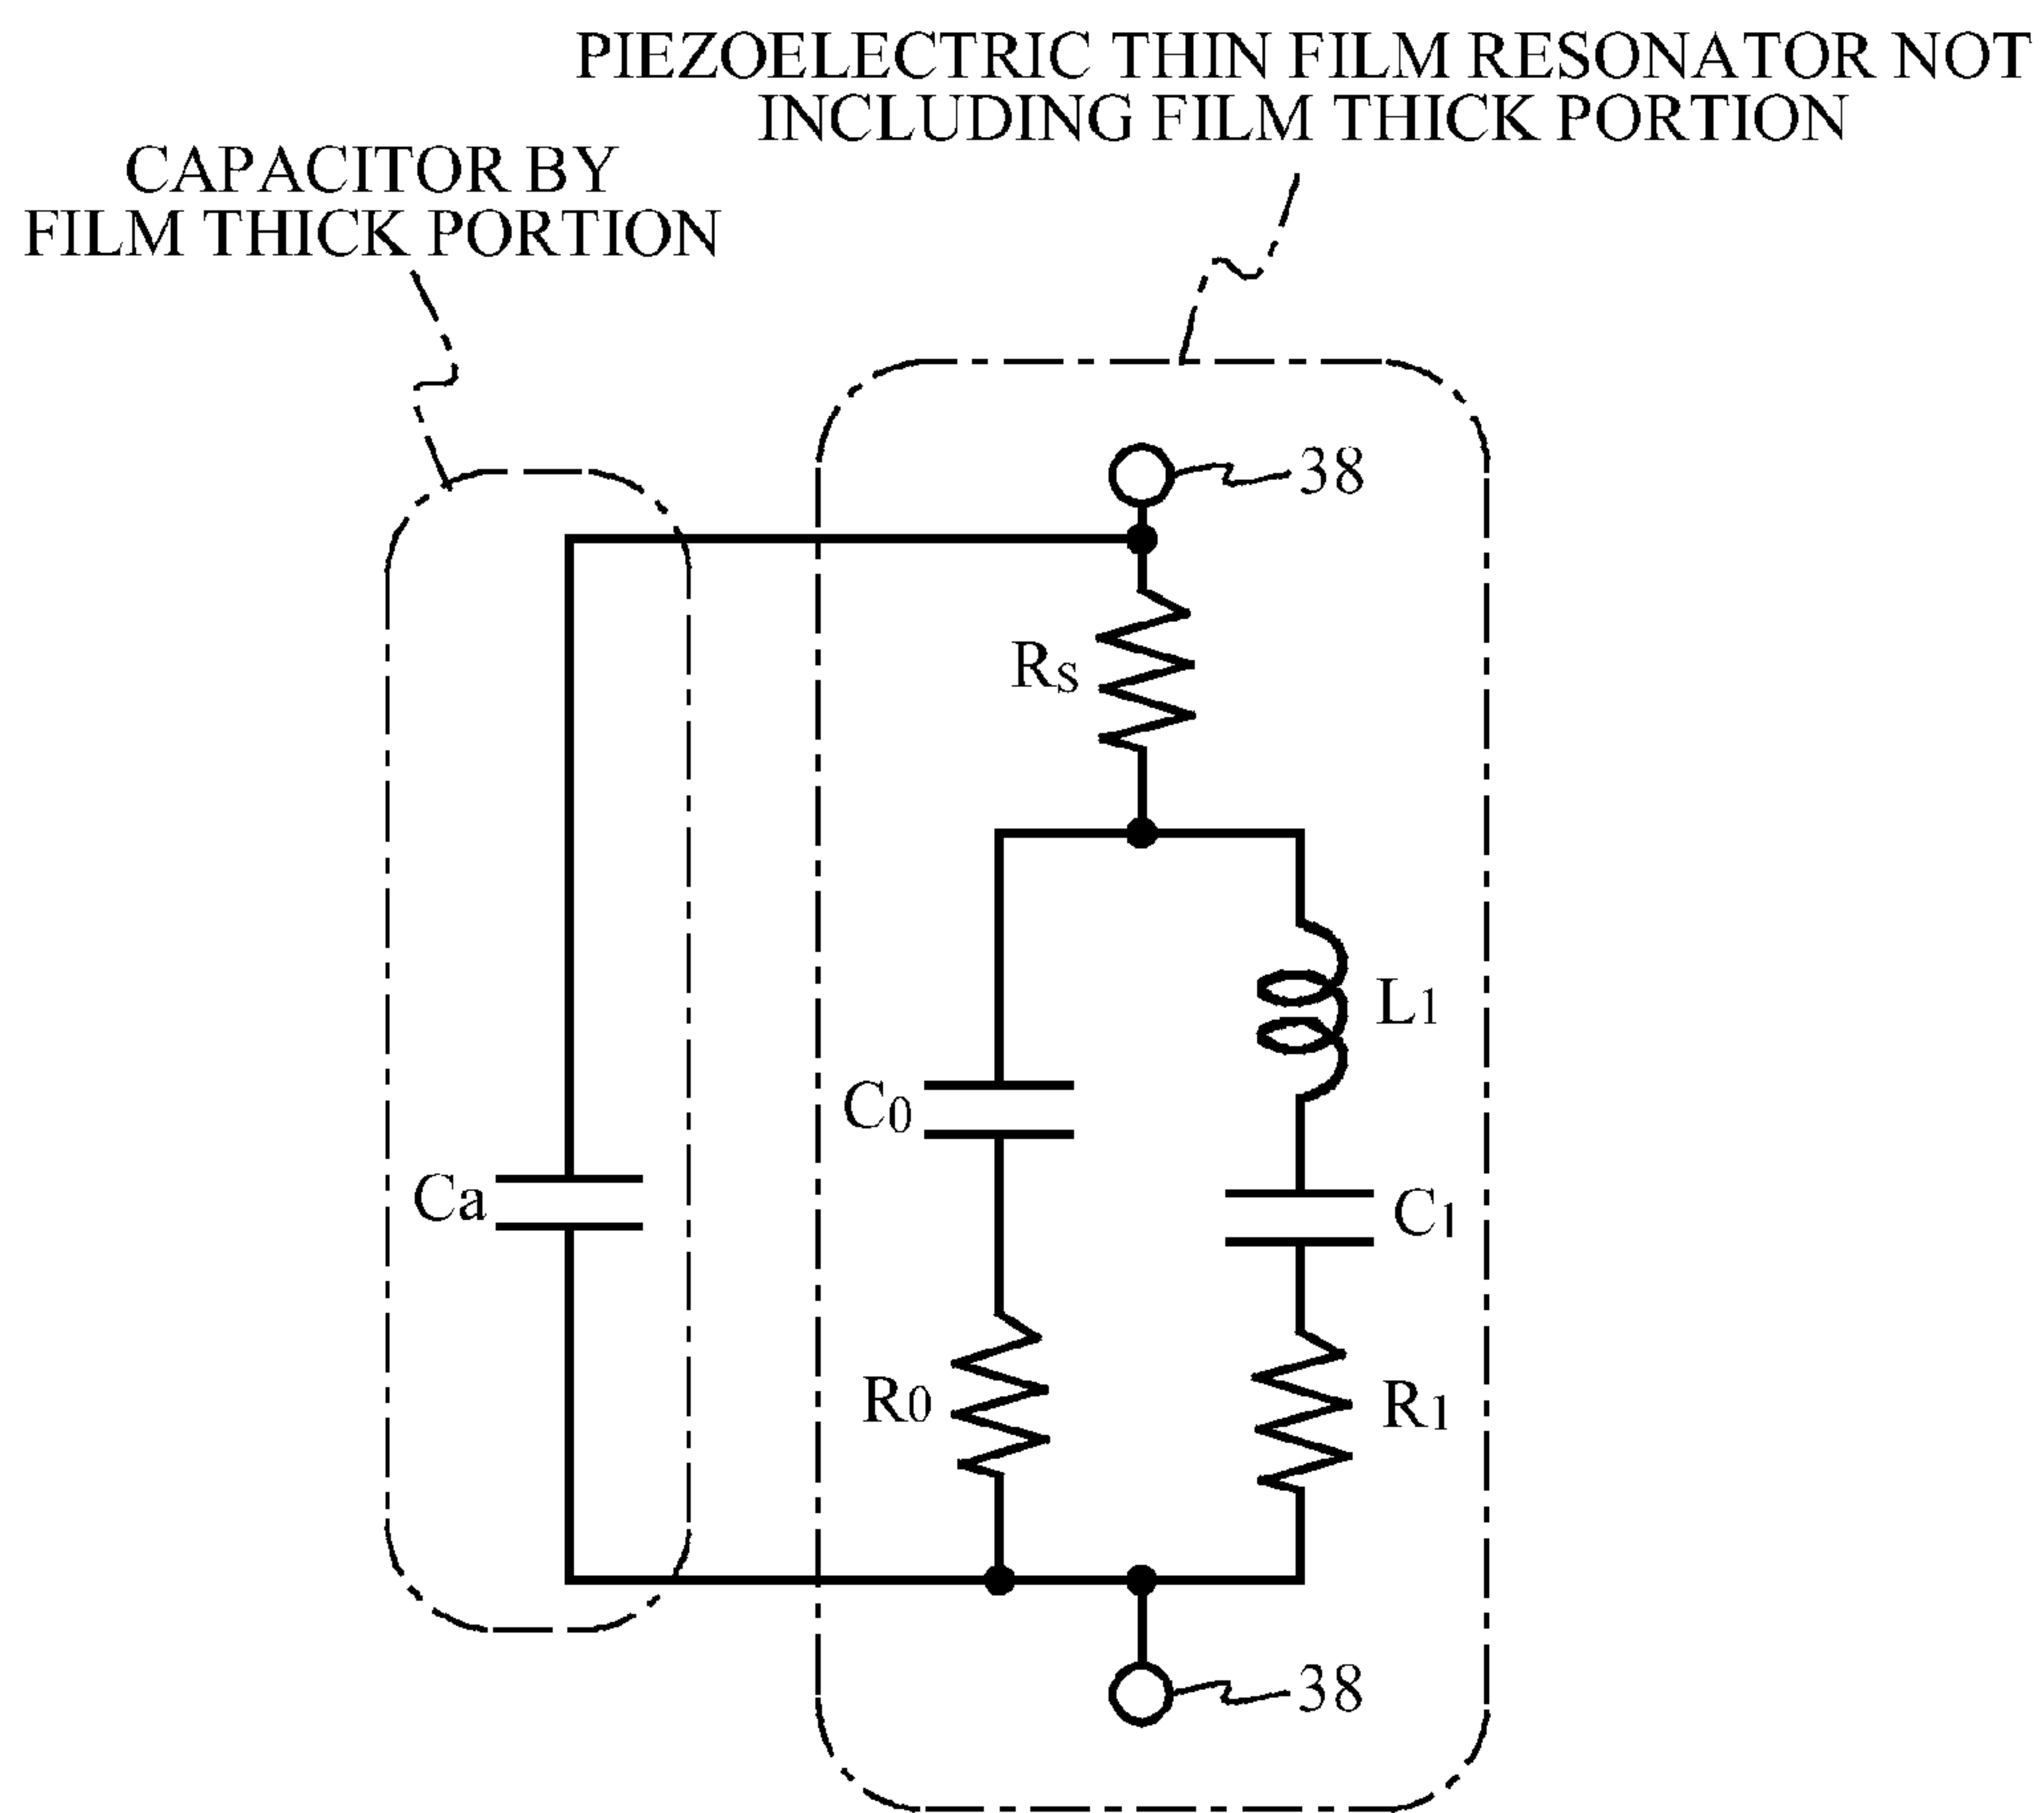 PIEZOELECTRIC THIN FILM RESONATOR NOT
INCLUDING FILM THICK PORTION
CAPACITOR BY
FILM THICK PORTION
38
Rs
L1
C0
Ca
C1
R0
R1
38